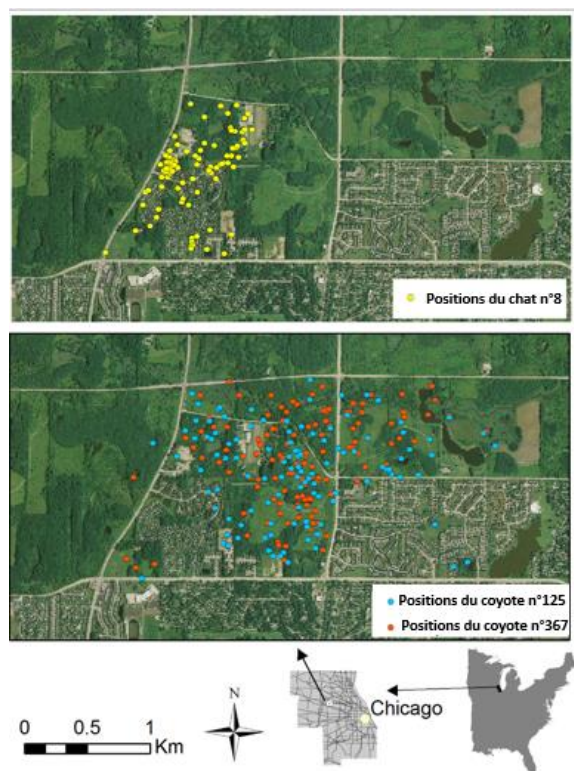 Positions du chat n°8
Positions du coyote n°125
Positions du coyote n°367
N
Chicago
0 0.5 1
Km